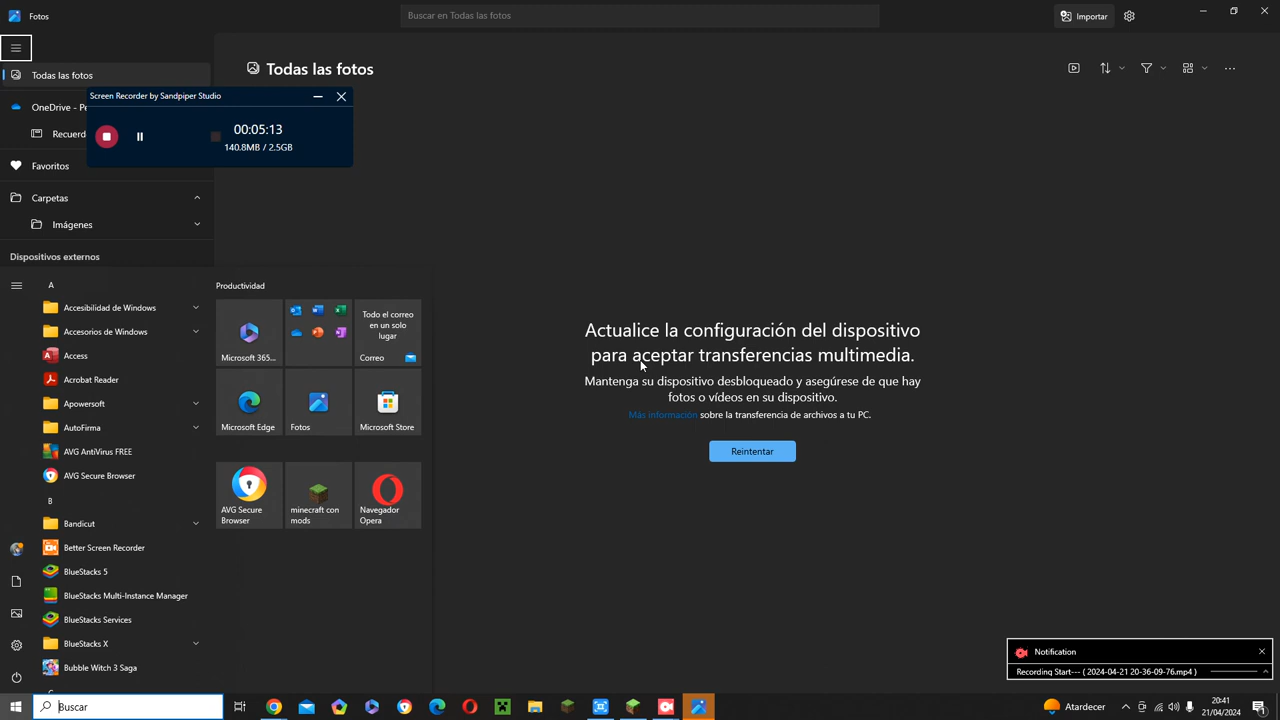 Fotos
Buscar en Todas las fotos
Importar
Todas las fotos
Todas las fotos
Screen Recorder by Sandpiper Studio
OneDrive - Pe
00:05:13
Recuerd
140.8MB / 2.5GB
Favoritos
Carpetas
Imágenes
Dispositivos externos
A
Accesibilidad de Windows
Accesorios de Windows
Access
Acrobat Reader
Apowersoft
AutoFirma
AVG AntiVirus FREE
AVG Secure Browser
B
Bandicut
Better Screen Recorder
BlueStacks 5
BlueStacks Multi-Instance Manager
BlueStacks Services
BlueStacks X
Bubble Witch 3 Saga
Productividad
Microsoft 365...
Todo el correo
en un solo
lugar
Correo
Microsoft Edge
Fotos
Microsoft Store
AVG Secure
Browser
minecraft con
mods
Navegador
Opera
Actualice la configuración del dispositivo
para aceptar transferencias multimedia.
Mantenga su dispositivo desbloqueado y asegúrese de que hay
fotos o vídeos en su dispositivo.
Más información sobre la transferencia de archivos a tu PC.
Reintentar
Notification
Recording Start--- ( 2024-04-21 20-36-09-76.mp4 )
Buscar
Atardecer
20:41
21/04/2024